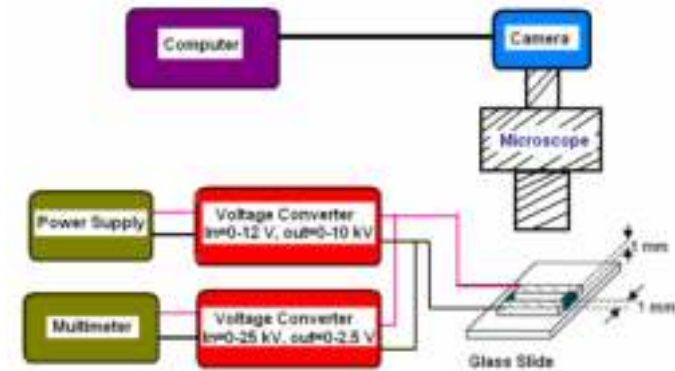 Computer
Camera
Microscope
Power Supply
Voltage Converter
In=0-12 V, out=0-10 kV
1 mm
1 mm
Multimeter
Voltage Converter
In=0-25 kV, out=0-2.5 V
Glass Slide